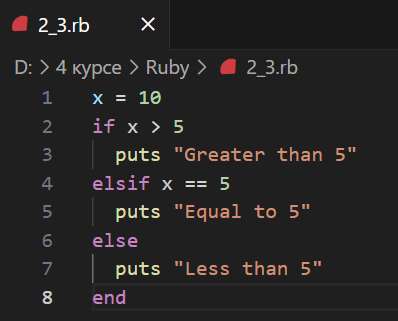 2_3.rb ×
D: > 4 курсе > Ruby > 2_3.rb
1 x = 10
2 if x > 5
3   puts "Greater than 5"
4 elsif x == 5
5   puts "Equal to 5"
6 else
7   puts "Less than 5"
8 end